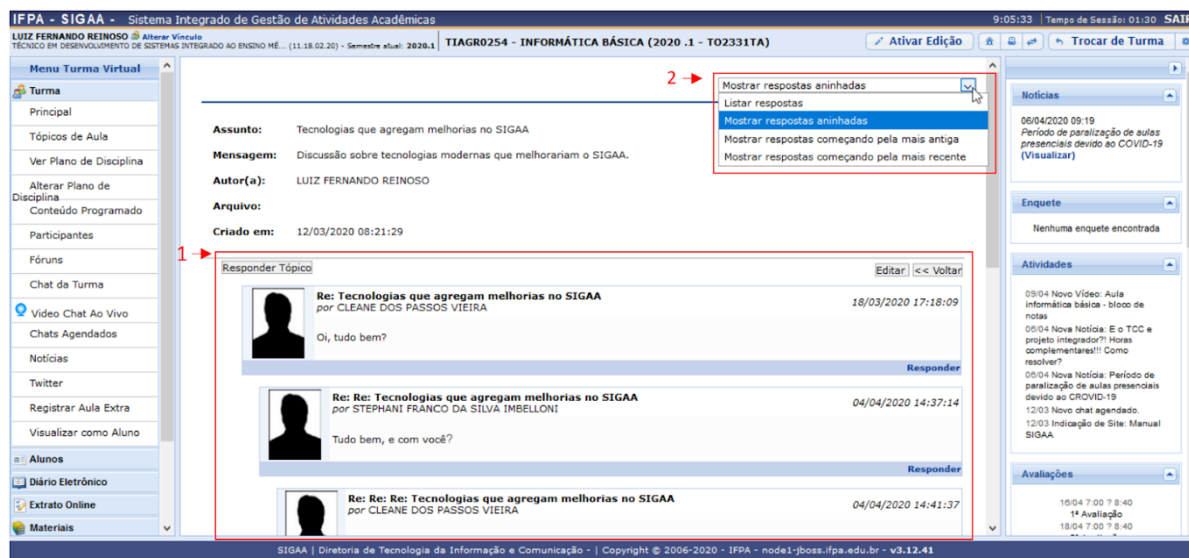 IFPA - SIGAA - Sistema Integrado de Gestão de Atividades Acadêmicas
9:05:33 | Tempo de Sessão: 01:30 SAIR
LUIZ FERNANDO REINOSO Alterar Vínculo
TÉCNICO EM DESENVOLVIMENTO DE SISTEMAS INTEGRADO AO ENSINO MÉ... (11.18.02.20) - Semestre atual: 2020.1
TIAGR0254 - INFORMÁTICA BÁSICA (2020 .1 - TO2331TA)
Ativar Edição
Trocar de Turma
Menu Turma Virtual
Turma
Principal
Tópicos de Aula
Ver Plano de Disciplina
Alterar Plano de
Disciplina
Conteúdo Programado
Participantes
Fóruns
Chat da Turma
Video Chat Ao Vivo
Chats Agendados
Notícias
Twitter
Registrar Aula Extra
Visualizar como Aluno
Alunos
Diário Eletrônico
Extrato Online
Materiais
2
Mostrar respostas aninhadas
Listar respostas
Mostrar respostas aninhadas
Mostrar respostas começando pela mais antiga
Mostrar respostas começando pela mais recente
Assunto: Tecnologias que agregam melhorias no SIGAA
Mensagem: Discussão sobre tecnologias modernas que melhorariam o SIGAA.
Autor(a): LUIZ FERNANDO REINOSO
Arquivo:
Criado em: 12/03/2020 08:21:29
1
Responder Tópico
Editar << Voltar
Re: Tecnologias que agregam melhorias no SIGAA
por CLEANE DOS PASSOS VIEIRA
18/03/2020 17:18:09
Oi, tudo bem?
Responder
Re: Re: Tecnologias que agregam melhorias no SIGAA
por STEPHANI FRANCO DA SILVA IMBELLONI
04/04/2020 14:37:14
Tudo bem, e com você?
Responder
Re: Re: Re: Tecnologias que agregam melhorias no SIGAA
por CLEANE DOS PASSOS VIEIRA
04/04/2020 14:41:37
Notícias
06/04/2020 09:19
Período de paralização de aulas
presenciais devido ao COVID-19
(Visualizar)
Enquete
Nenhuma enquete encontrada
Atividades
09/04 Novo Vídeo: Aula
informática básica - bloco de
notas
06/04 Nova Notícia: E o TCC e
projeto integrador?! Horas
complementares!!! Como
resolver?
06/04 Nova Notícia: Período de
paralização de aulas presenciais
devido ao CROVID-19
12/03 Novo chat agendado.
12/03 Indicação de Site: Manual
SIGAA
Avaliações
16/04 7:00 ? 8:40
1ª Avaliação
18/04 7:00 ? 8:40
SIGAA | Diretoria de Tecnologia da Informação e Comunicação - | Copyright © 2006-2020 - IFPA - node1-jboss.ifpa.edu.br - v3.12.41